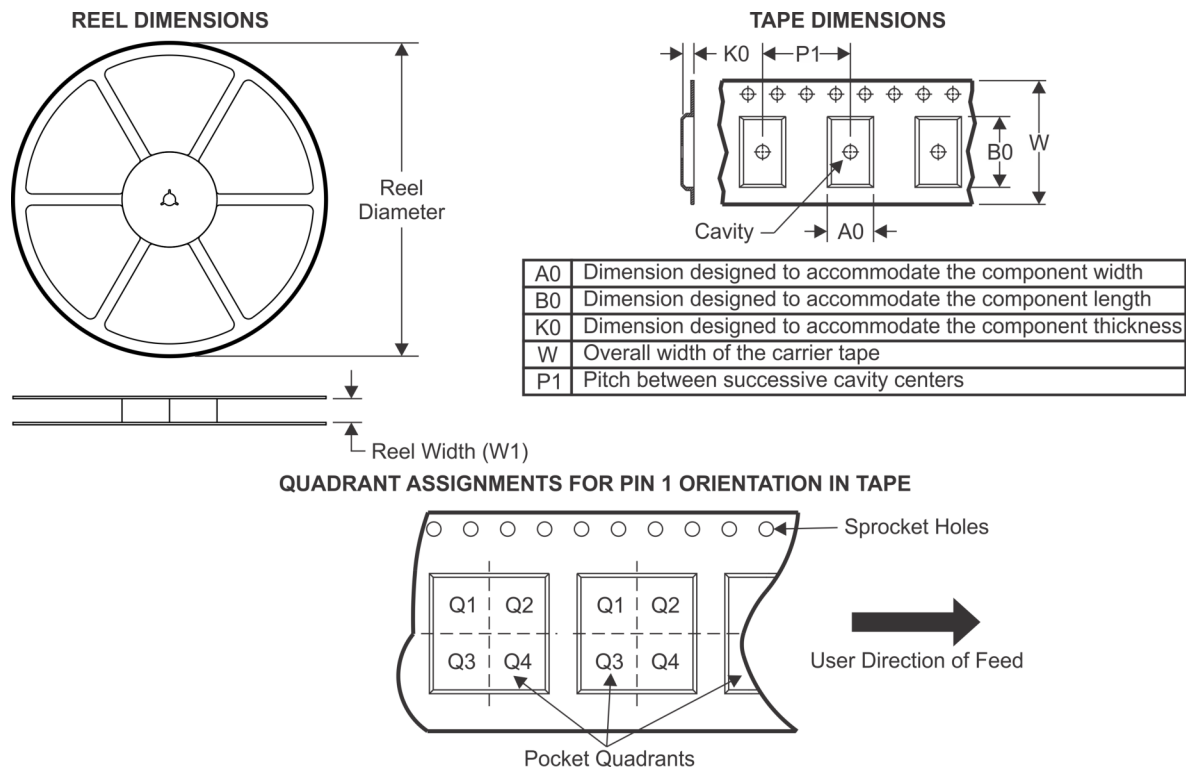 REEL DIMENSIONS
Reel
Diameter
Reel Width (W1)
TAPE DIMENSIONS
K0
P1
W
B0
Cavity
A0
A0 Dimension designed to accommodate the component width
B0 Dimension designed to accommodate the component length
K0 Dimension designed to accommodate the component thickness
W Overall width of the carrier tape
P1 Pitch between successive cavity centers
QUADRANT ASSIGNMENTS FOR PIN 1 ORIENTATION IN TAPE
Sprocket Holes
Q1 Q2 Q1 Q2
Q3 Q4 Q3 Q4
User Direction of Feed
Pocket Quadrants